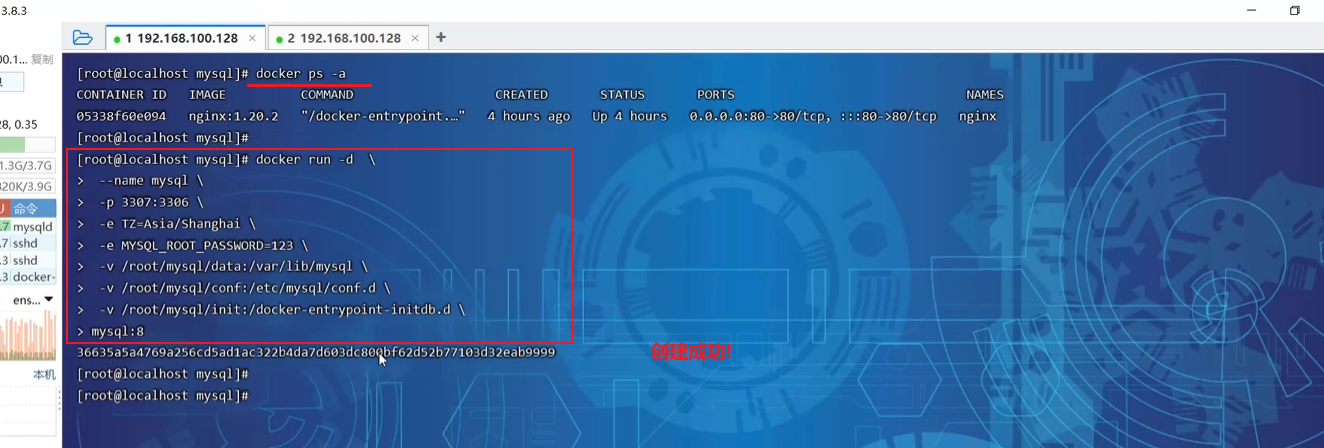 3.8.3
1 192.168.100.128 ×
2 192.168.100.128 ×
+
00.1... 复制
28, 0.35
1.3G/3.7G
820K/3.9G
命令
.7 mysqld
.7 sshd
.3 sshd
.3 docker-
ens...
本机
[root@localhost mysql]# docker ps -a
CONTAINER ID IMAGE COMMAND CREATED STATUS PORTS NAMES
05338f60e094 nginx:1.20.2 "/docker-entrypoint.…" 4 hours ago Up 4 hours 0.0.0.0:80->80/tcp, :::80->80/tcp nginx
[root@localhost mysql]#
[root@localhost mysql]# docker run -d \
> --name mysql \
> -p 3307:3306 \
> -e TZ=Asia/Shanghai \
> -e MYSQL_ROOT_PASSWORD=123 \
> -v /root/mysql/data:/var/lib/mysql \
> -v /root/mysql/conf:/etc/mysql/conf.d \
> -v /root/mysql/init:/docker-entrypoint-initdb.d \
> mysql:8
36635a5a4769a256cd5ad1ac322b4da7d603dc800bf62d52b77103d32eab9999
创建成功!
[root@localhost mysql]#
[root@localhost mysql]#